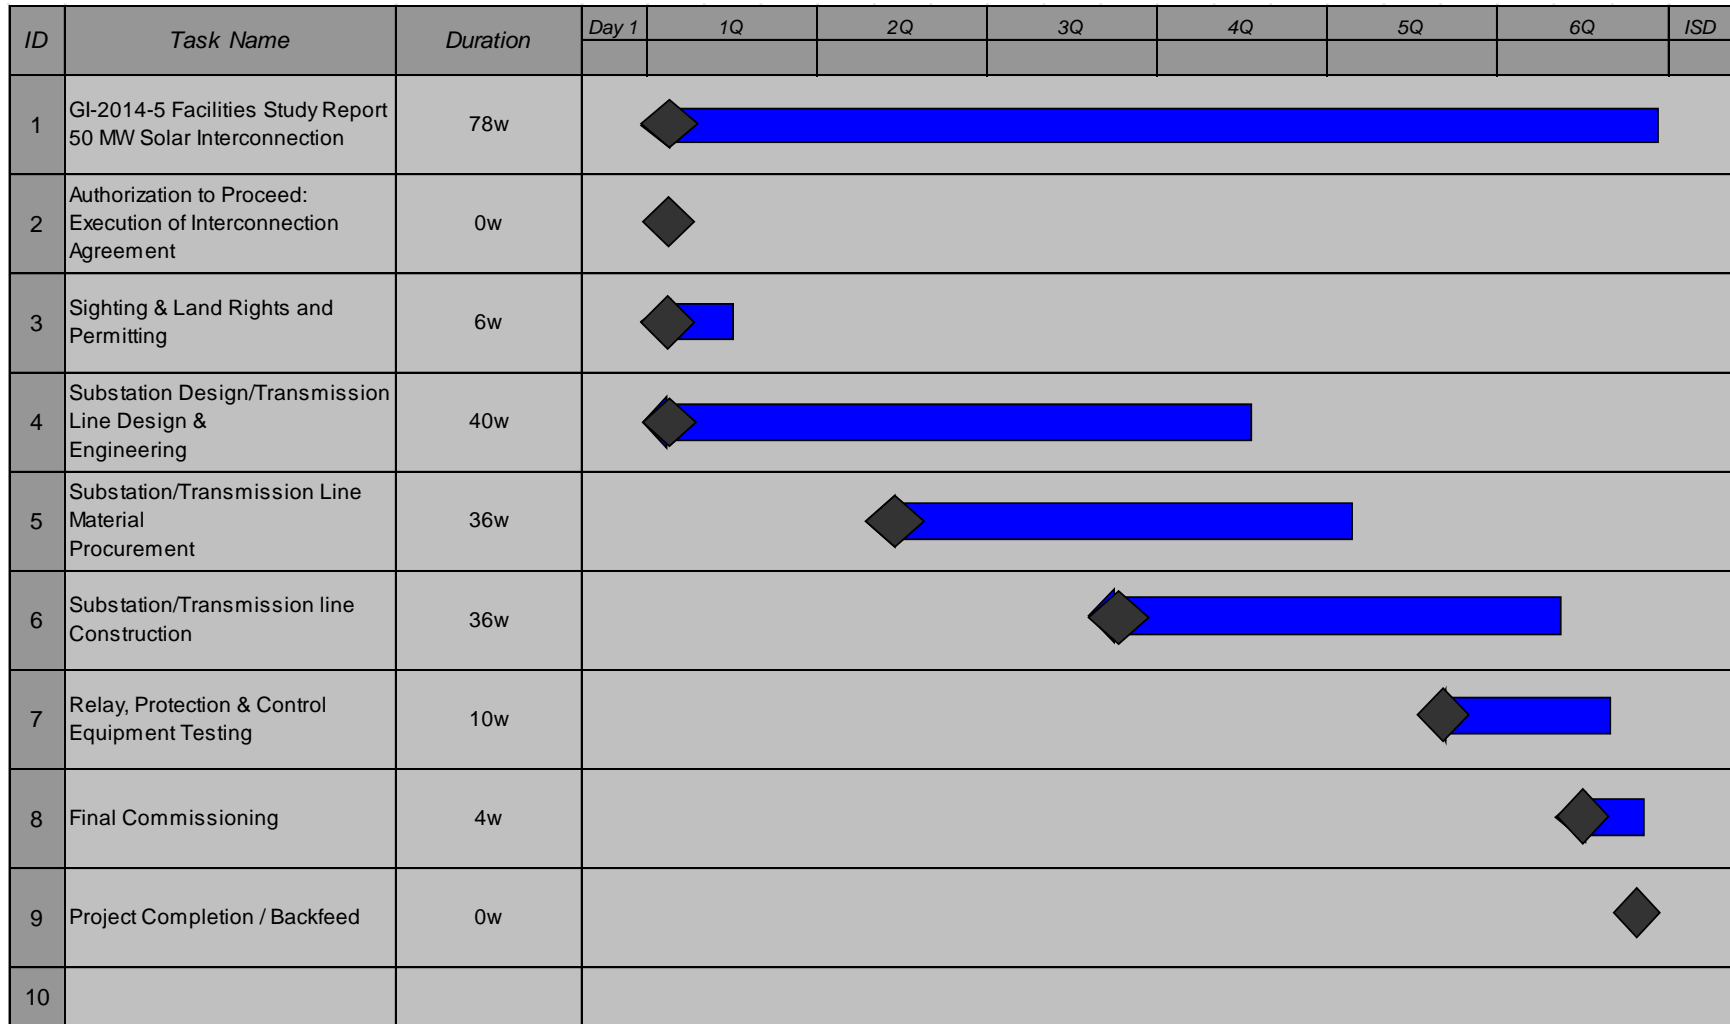 ID Task Name Duration Day 1 1Q 2Q 3Q 4Q 5Q 6Q ISD
1
GI-2014-5 Facilities Study Report
50 MW Solar Interconnection
78w
2
Authorization to Proceed:
Execution of Interconnection
Agreement
0w
3
Sighting & Land Rights and
Permitting
6w
4
Substation Design/Transmission
Line Design &
Engineering
40w
5
Substation/Transmission Line
Material
Procurement
36w
6
Substation/Transmission line
Construction
36w
7
Relay, Protection & Control
Equipment Testing
10w
8
Final Commissioning
4w
9
Project Completion / Backfeed
0w
10